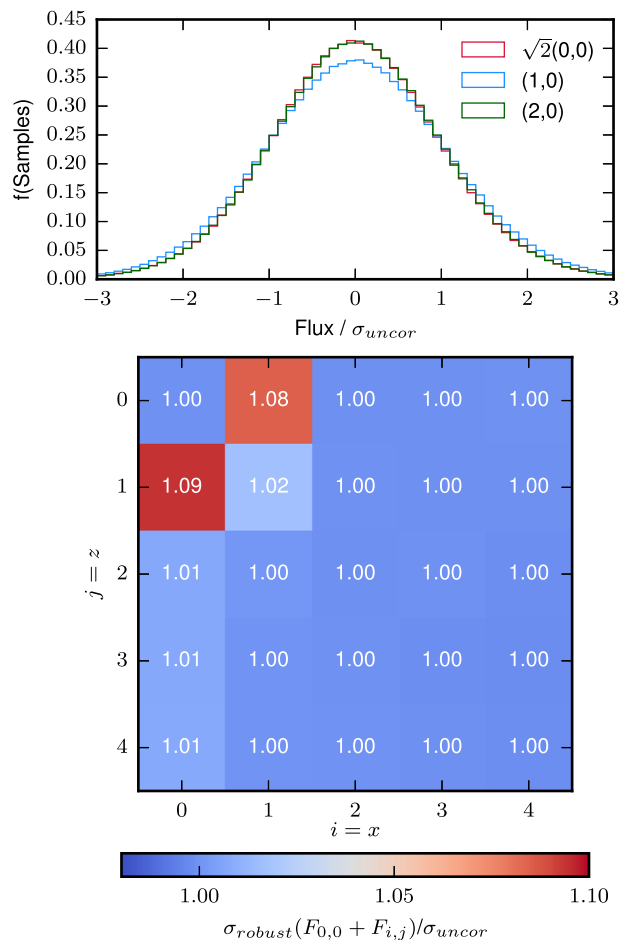 0.45
0.40
0.35
0.30
0.25
0.20
0.15
0.10
0.05
0.00
f(Samples)
√2(0,0)
(1,0)
(2,0)
−3 −2 −1 0 1 2 3
Flux / σ_uncor
0 1.00 1.08 1.00 1.00 1.00
1 1.09 1.02 1.00 1.00 1.00
2 1.01 1.00 1.00 1.00 1.00
3 1.01 1.00 1.00 1.00 1.00
4 1.01 1.00 1.00 1.00 1.00
j = z
0 1 2 3 4
i = x
1.00 1.05 1.10
σ_robust(F_0,0 + F_i,j)/σ_uncor